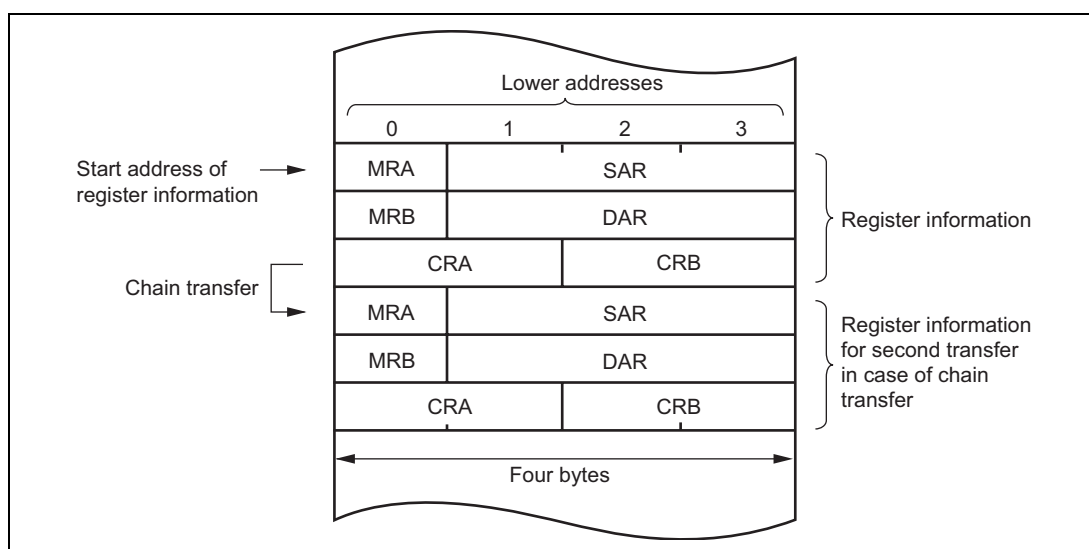 Lower addresses
0 1 2 3
Start address of
register information
MRA SAR
MRB DAR
CRA CRB
Register information
Chain transfer
MRA SAR
MRB DAR
CRA CRB
Register information
for second transfer
in case of chain
transfer
Four bytes